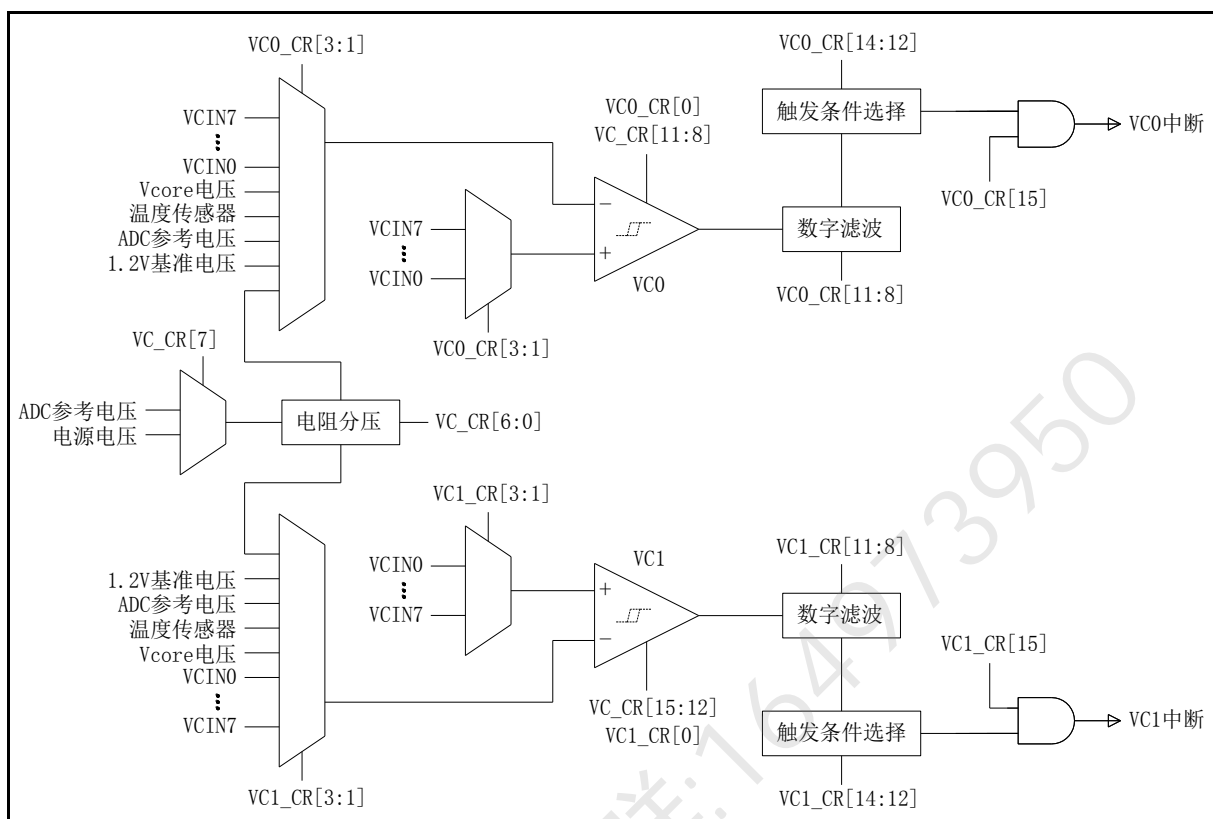 VC0_CR[3:1]
VC0_CR[14:12]
VCIN7
VCIN0
Vcore电压
温度传感器
ADC参考电压
1.2V基准电压
VC0_CR[0]
VC_CR[11:8]
触发条件选择
VC0中断
VC0_CR[15]
VCIN7
VCIN0
VC0
数字滤波
VC0_CR[3:1]
VC0_CR[11:8]
VC_CR[7]
ADC参考电压
电源电压
电阻分压
VC_CR[6:0]
VC1_CR[3:1]
VC1_CR[11:8]
VCIN0
VCIN7
VC1
数字滤波
1.2V基准电压
ADC参考电压
温度传感器
Vcore电压
VCIN0
VCIN7
VC1_CR[15]
VC_CR[15:12]
VC1_CR[0]
触发条件选择
VC1中断
VC1_CR[3:1]
VC1_CR[14:12]
联:164973950